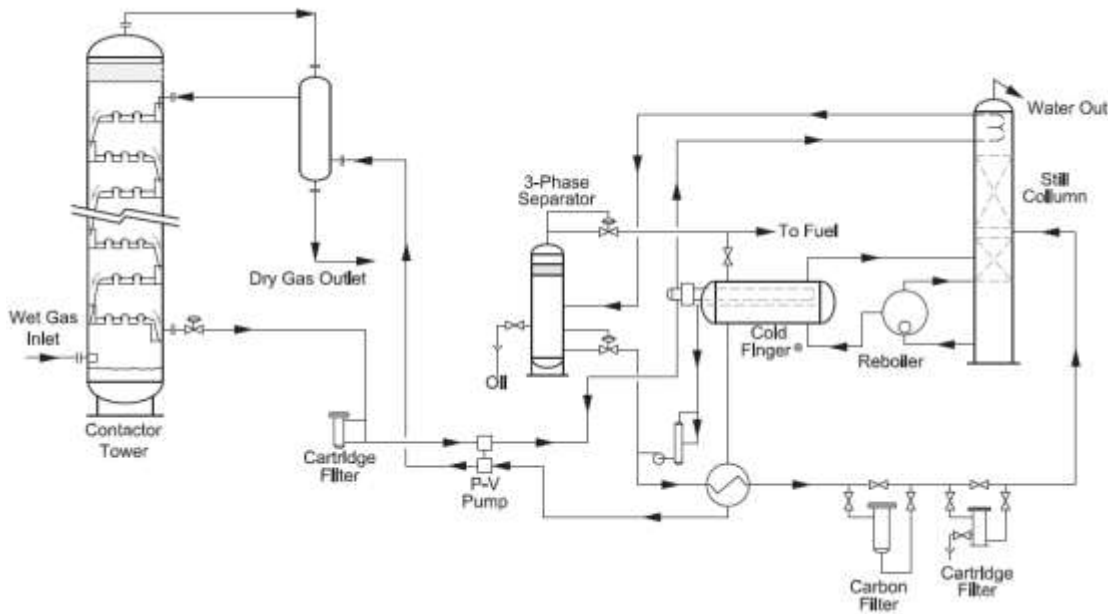 Water Out
3-Phase
Separator
Still
Collumn
To Fuel
Dry Gas Outlet
Wet Gas
Inlet
Cold
Finger®
Reboiler
Oil
Contactor
Tower
Cartridge
Filter
P-V
Pump
Carbon
Filter
Cartridge
Filter